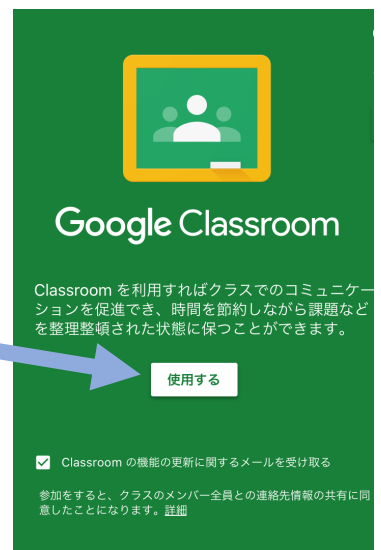 Google Classroom
Classroom を利用すればクラスでのコミュニケー
ションを促進でき、時間を節約しながら課題など
を整理整頓された状態に保つことができます。
使用する
Classroom の機能の更新に関するメールを受け取る
参加をすると、クラスのメンバー全員との連絡先情報の共有に同
意したことになります。詳細